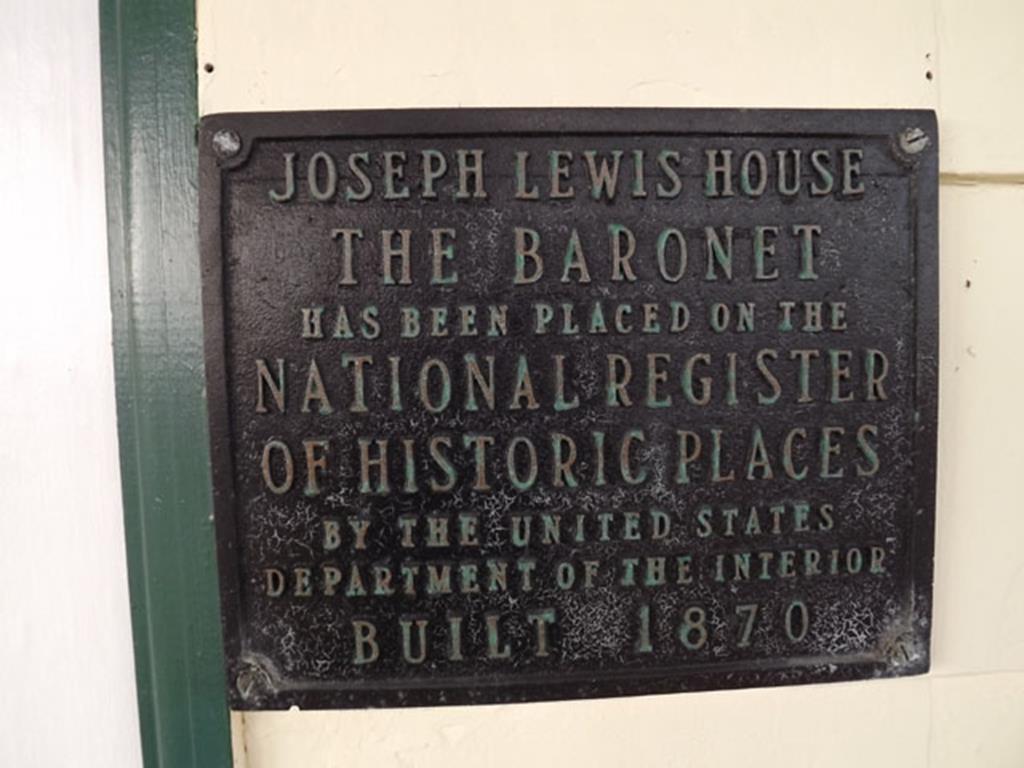 JOSEPH LEWIS HOUSE
THE BARONET
HAS BEEN PLACED ON THE
NATIONAL REGISTER
OF HISTORIC PLACES
BY THE UNITED STATES
DEPARTMENT OF THE INTERIOR
BUILT 1870